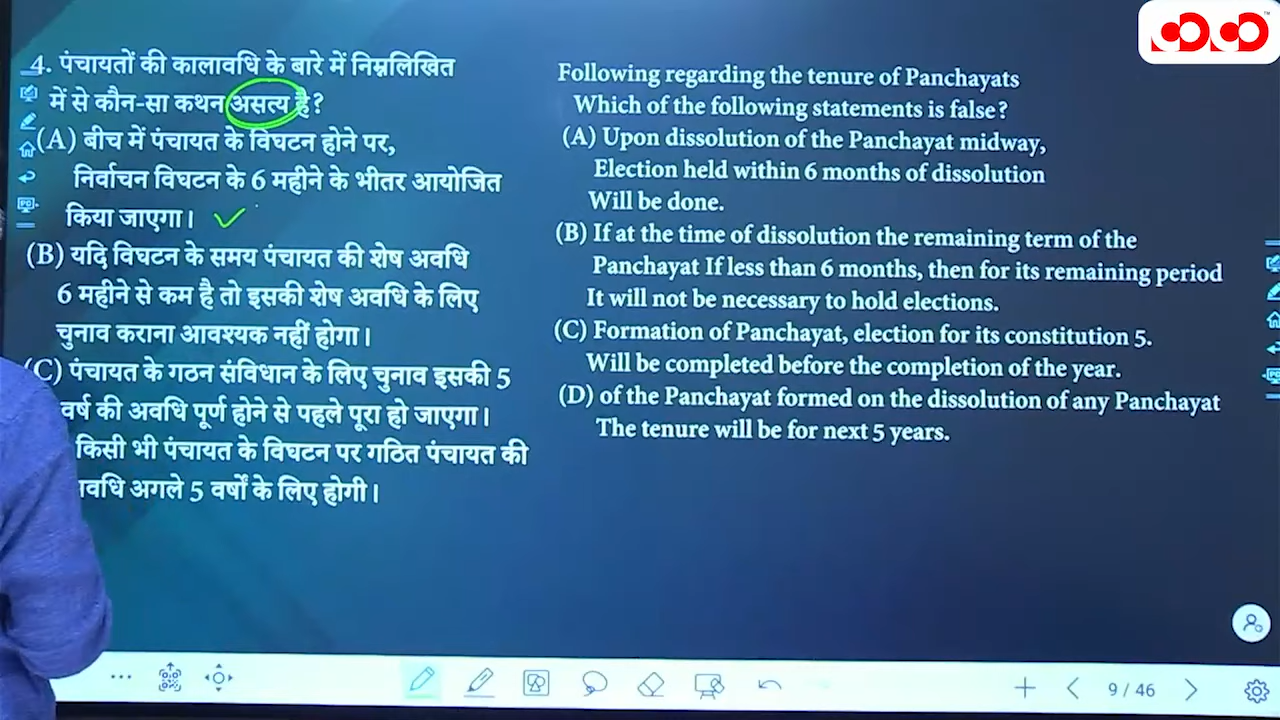 4. पंचायतों की कालावधि के बारे में निम्नलिखित
में से कौन-सा कथन असत्य है?
(A) बीच में पंचायत के विघटन होने पर,
निर्वाचन विघटन के 6 महीने के भीतर आयोजित
किया जाएगा।
(B) यदि विघटन के समय पंचायत की शेष अवधि
6 महीने से कम है तो इसकी शेष अवधि के लिए
चुनाव कराना आवश्यक नहीं होगा।
(C) पंचायत के गठन संविधान के लिए चुनाव इसकी 5
वर्ष की अवधि पूर्ण होने से पहले पूरा हो जाएगा।
किसी भी पंचायत के विघटन पर गठित पंचायत की
अगले 5 वर्षों के लिए होगी।
Following regarding the tenure of Panchayats
Which of the following statements is false?
(A) Upon dissolution of the Panchayat midway,
Election held within 6 months of dissolution
Will be done.
(B) If at the time of dissolution the remaining term of the
Panchayat If less than 6 months, then for its remaining period
It will not be necessary to hold elections.
(C) Formation of Panchayat, election for its constitution 5.
Will be completed before the completion of the year.
(D) of the Panchayat formed on the dissolution of any Panchayat
The tenure will be for next 5 years.
9 / 46